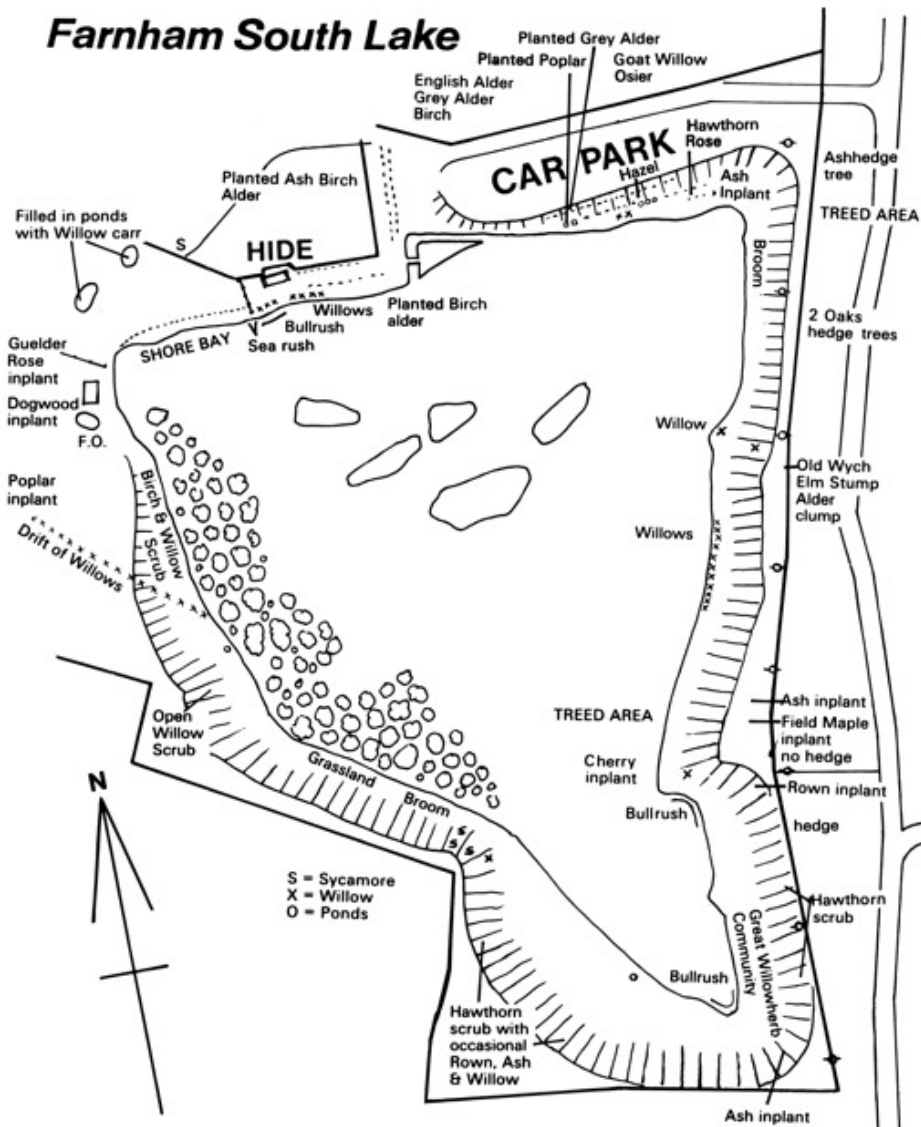 Farnham South Lake
Planted Grey Alder
Planted Poplar
Goat Willow
Osier
English Alder
Grey Alder
Birch
CAR PARK
Hawthorn
Rose
Hazel
Ash
Inplant
Ashhedge
tree
TREED AREA
Planted Ash Birch
Alder
Filled in ponds
with Willow carr
S
HIDE
Broom
Willows
Planted Birch
alder
Bullrush
Sea rush
SHORE BAY
2 Oaks
hedge trees
Guelder
Rose
inplant
Dogwood
inplant
F.O.
Willow
Old Wych
Elm Stump
Alder
clump
Poplar
inplant
Drift of Willows
Birch & Willow
Scrub
Willows
Open
Willow
Scrub
TREED AREA
Ash inplant
Field Maple
inplant
no hedge
Cherry
inplant
Rown inplant
Bullrush
hedge
Grassland
Broom
N
S
S
S
S = Sycamore
X = Willow
O = Ponds
Hawthorn
scrub
Great Willowherb
Community
Bullrush
Hawthorn
scrub with
occasional
Rown, Ash
& Willow
Ash inplant